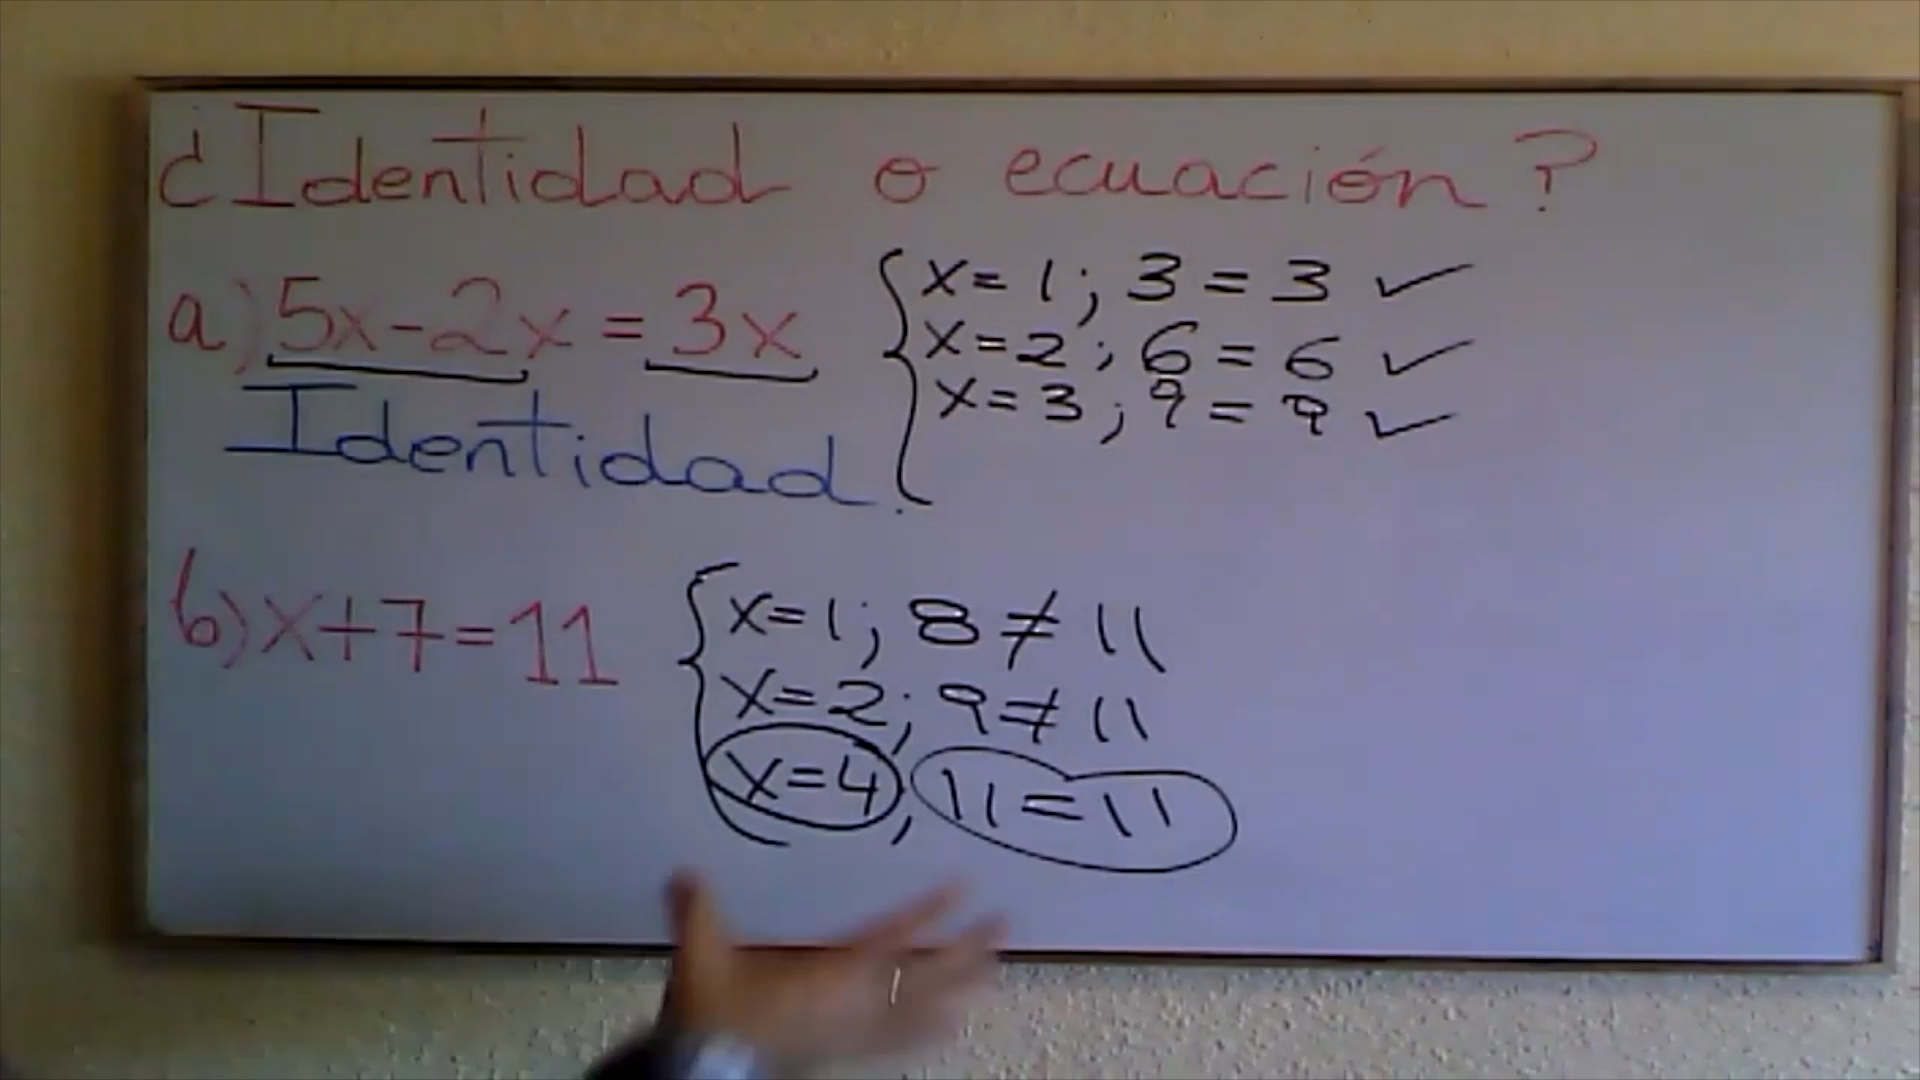 ¿Identidad o ecuación?
a) 5x-2x = 3x
Identidad.
x=1; 3=3 ✓
x=2; 6=6 ✓
x=3; 9=9 ✓
b) x+7=11
x=1; 8≠11
x=2; 9≠11
x=4; 11=11